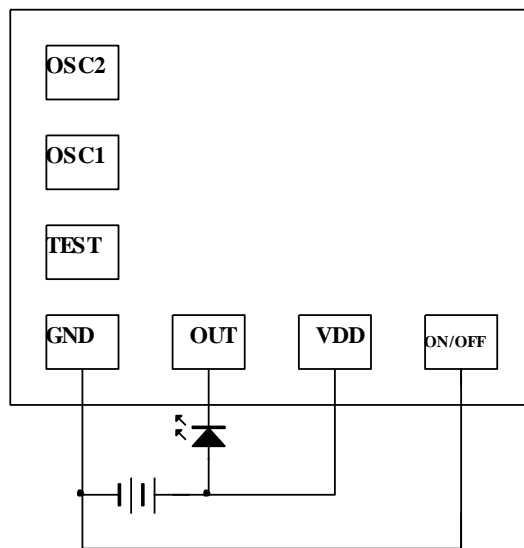 OSC2
OSC1
TEST
GND
OUT
VDD
ON/OFF